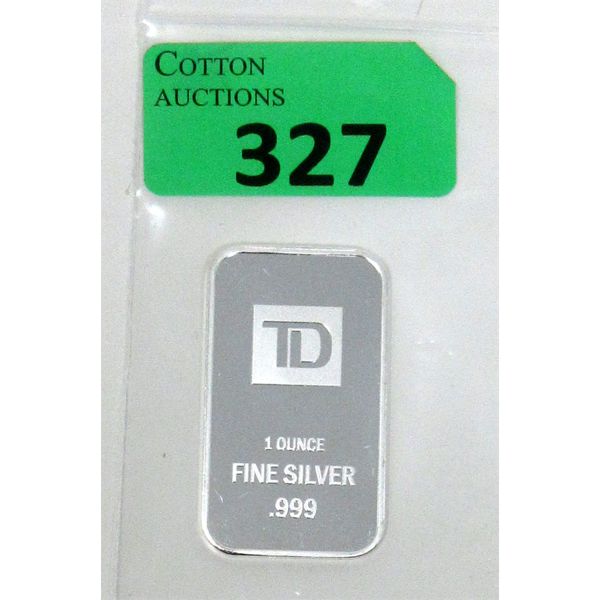 COTTON
AUCTIONS
327
TD
1 OUNCE
FINE SILVER
.999